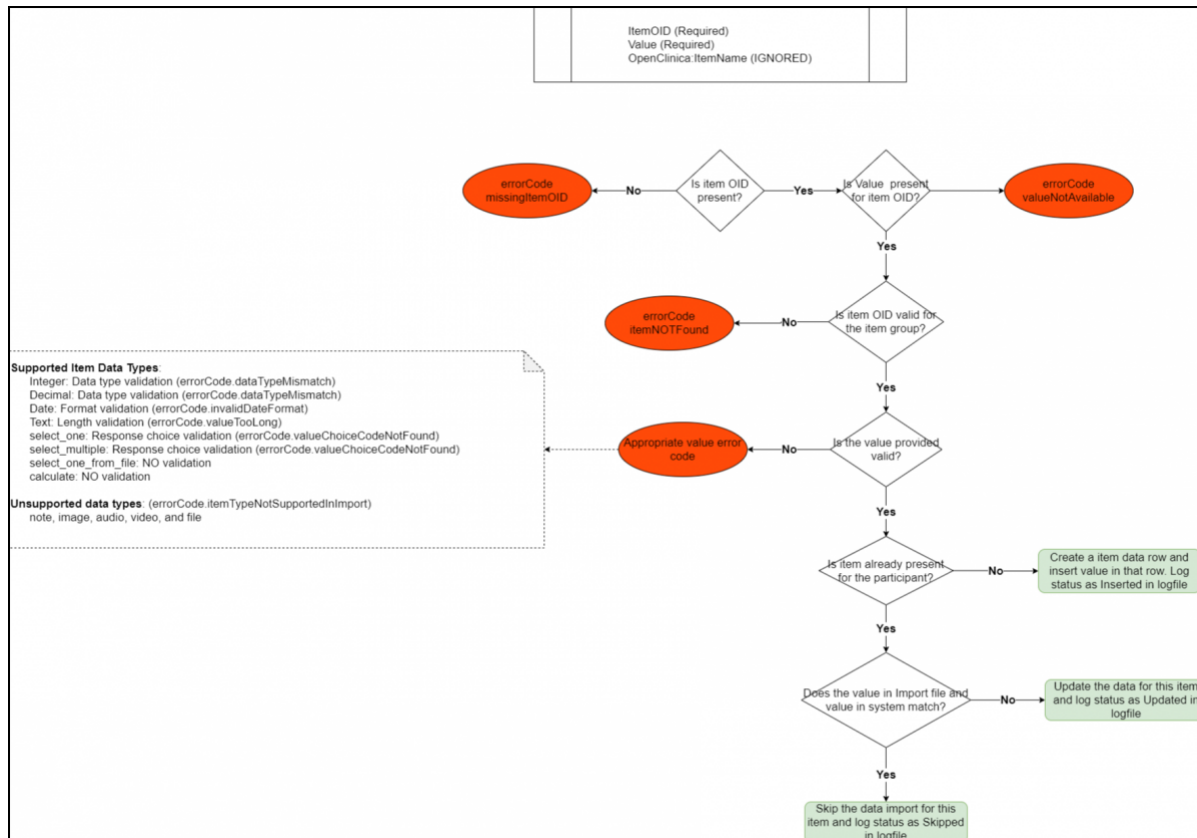 ItemOID (Required)
Value (Required)
OpenClinica:ItemName (IGNORED)
errorCode
missingItemOID
No
Is item OID
present?
Yes
Is Value present
for item OID?
errorCode
valueNotAvailable
Yes
errorCode
itemNOTFound
No
Is item OID valid for
the item group?
Yes
Supported Item Data Types:
Integer: Data type validation (errorCode.dataTypeMismatch)
Decimal: Data type validation (errorCode.dataTypeMismatch)
Date: Format validation (errorCode.invalidDateFormat)
Text: Length validation (errorCode.valueTooLong)
select_one: Response choice validation (errorCode.valueChoiceCodeNotFound)
select_multiple: Response choice validation (errorCode.valueChoiceCodeNotFound)
select_one_from_file: NO validation
calculate: NO validation
Unsupported data types: (errorCode.itemTypeNotSupportedInImport)
note, image, audio, video, and file
Appropriate value error
code
No
Is the value provided
valid?
Yes
Is item already present
for the participant?
No
Create a item data row and
insert value in that row. Log
status as Inserted in logfile
Yes
Does the value in Import file and
value in system match?
No
Update the data for this item
and log status as Updated in
logfile
Yes
Skip the data import for this
item and log status as Skipped
in logfile